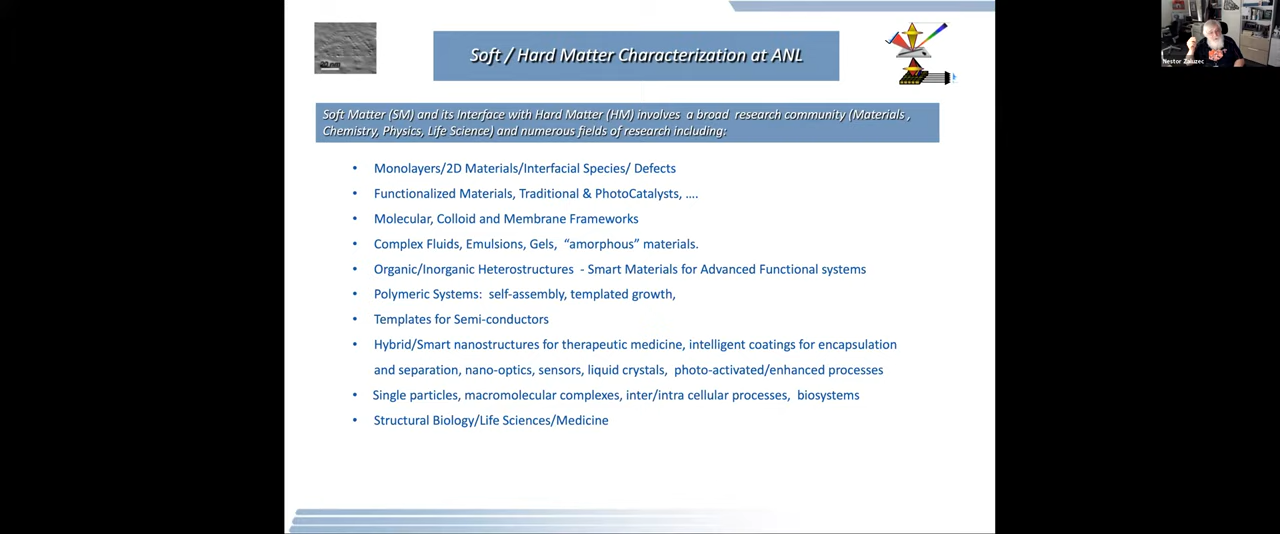 20 nm
Soft / Hard Matter Characterization at ANL
Nestor Zaluzec
Soft Matter (SM) and its Interface with Hard Matter (HM) involves a broad research community (Materials ,
Chemistry, Physics, Life Science) and numerous fields of research including:
• Monolayers/2D Materials/Interfacial Species/ Defects
• Functionalized Materials, Traditional & PhotoCatalysts, ....
• Molecular, Colloid and Membrane Frameworks
• Complex Fluids, Emulsions, Gels, “amorphous” materials.
• Organic/Inorganic Heterostructures - Smart Materials for Advanced Functional systems
• Polymeric Systems: self-assembly, templated growth,
• Templates for Semi-conductors
• Hybrid/Smart nanostructures for therapeutic medicine, intelligent coatings for encapsulation
and separation, nano-optics, sensors, liquid crystals, photo-activated/enhanced processes
• Single particles, macromolecular complexes, inter/intra cellular processes, biosystems
• Structural Biology/Life Sciences/Medicine